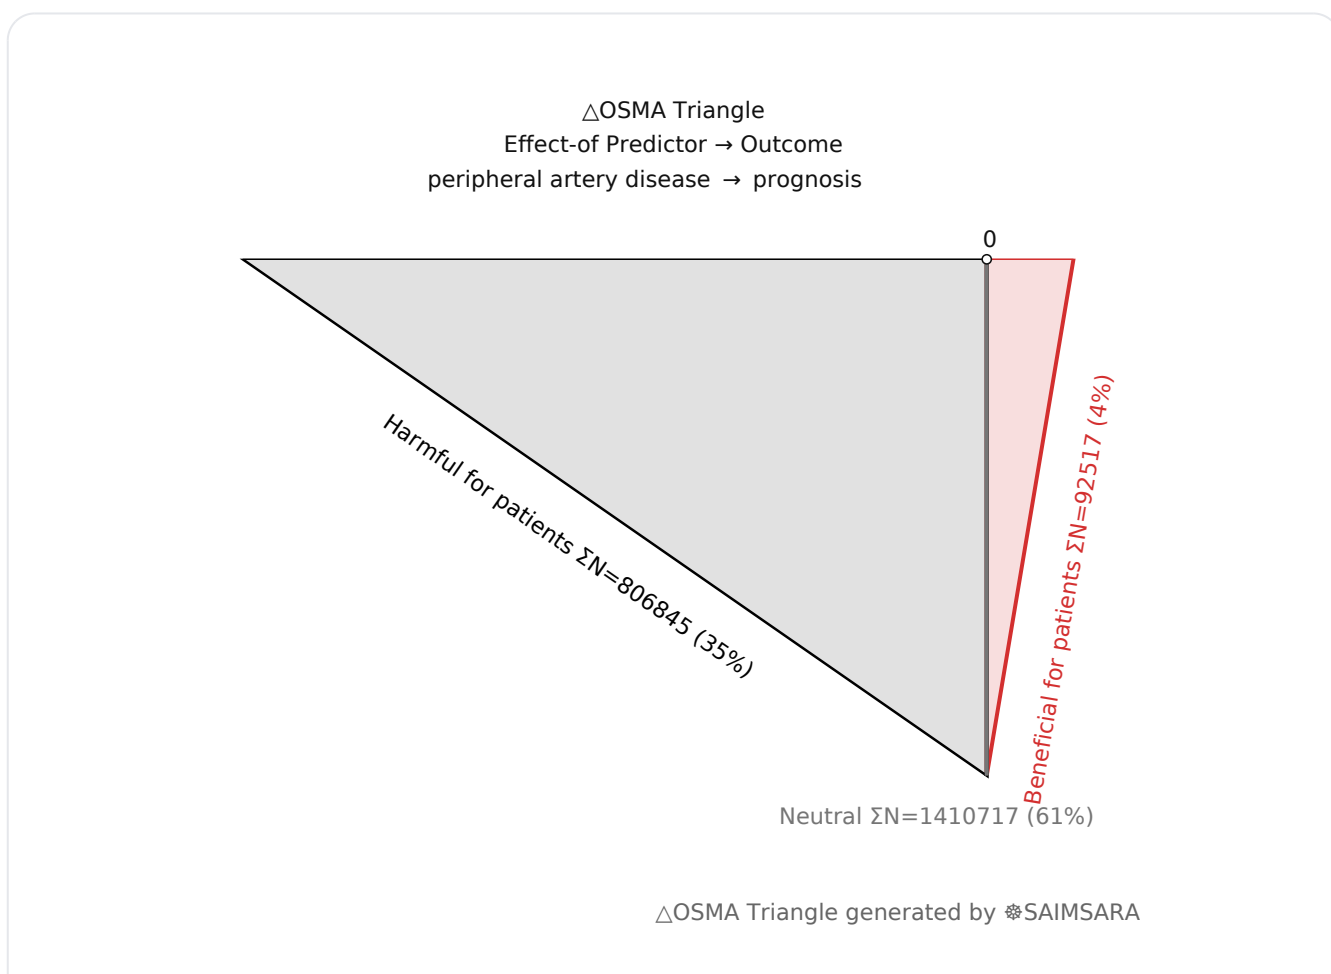 △OSMA Triangle
Effect-of Predictor → Outcome
peripheral artery disease → prognosis
0
Harmful for patients ΣN=806845 (35%)
Beneficial for patients ΣN=92517 (4%)
Neutral ΣN=1410717 (61%)
△OSMA Triangle generated by ☸SAIMSARA